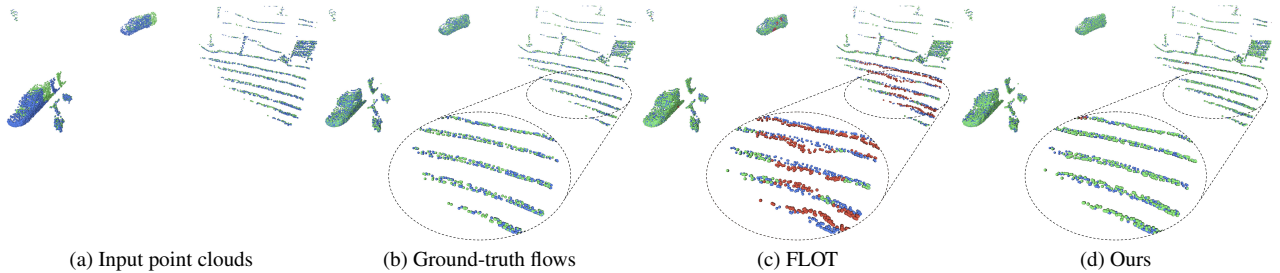 (a) Input point clouds
(b) Ground-truth flows
(c) FLOT
(d) Ours